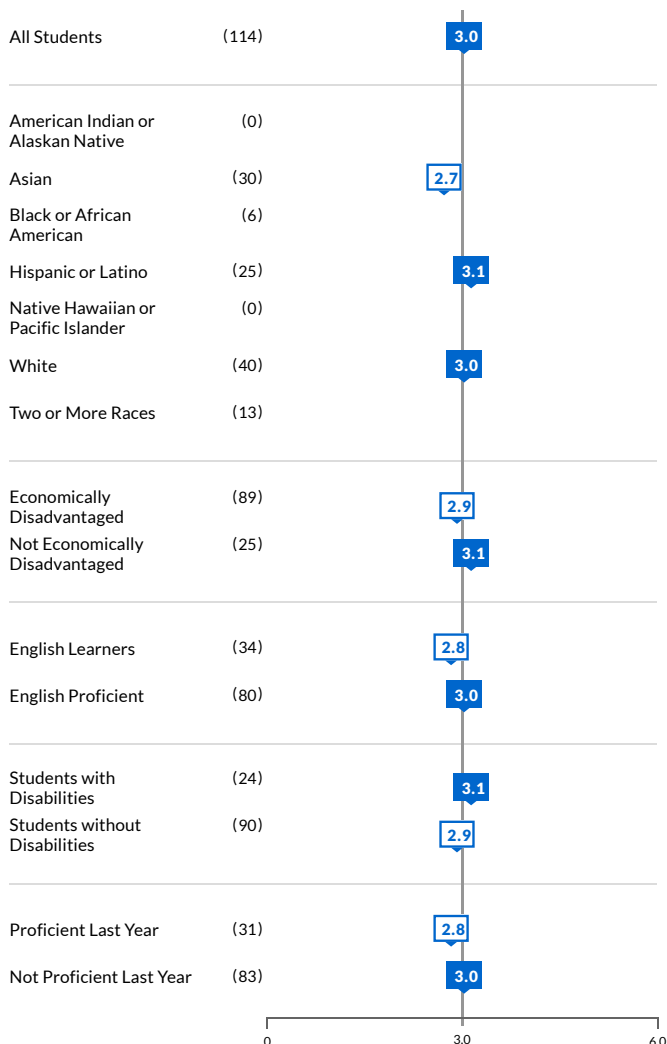 All Students (114) 3.0
American Indian or (0)
Alaskan Native
Asian (30) 2.7
Black or African (6)
American
Hispanic or Latino (25) 3.1
Native Hawaiian or (0)
Pacific Islander
White (40) 3.0
Two or More Races (13)
Economically (89) 2.9
Disadvantaged
Not Economically (25) 3.1
Disadvantaged
English Learners (34) 2.8
English Proficient (80) 3.0
Students with (24) 3.1
Disabilities
Students without (90) 2.9
Disabilities
Proficient Last Year (31) 2.8
Not Proficient Last Year (83) 3.0
0 3.0 6.0